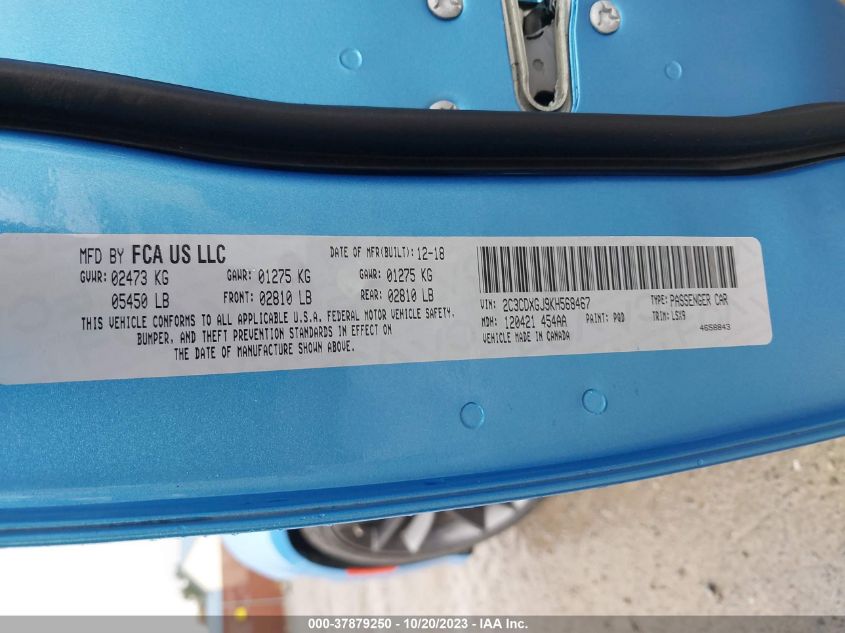 MFD BY FCA US LLC
DATE OF MFR(BUILT): 12-18
GVWR: 02473 KG GAWR: 01275 KG GAWR: 01275 KG
05450 LB FRONT: 02810 LB REAR: 02810 LB
THIS VEHICLE CONFORMS TO ALL APPLICABLE U.S.A. FEDERAL MOTOR VEHICLE SAFETY,
BUMPER, AND THEFT PREVENTION STANDARDS IN EFFECT ON
THE DATE OF MANUFACTURE SHOWN ABOVE.
VIN: 2C3CDXGJ9KH568467 TYPE: PASSENGER CAR
MDH: 120421 454AA PAINT: PQD TRIM: LSX9
VEHICLE MADE IN CANADA 4658843
000-37879250 - 10/20/2023 - IAA Inc.